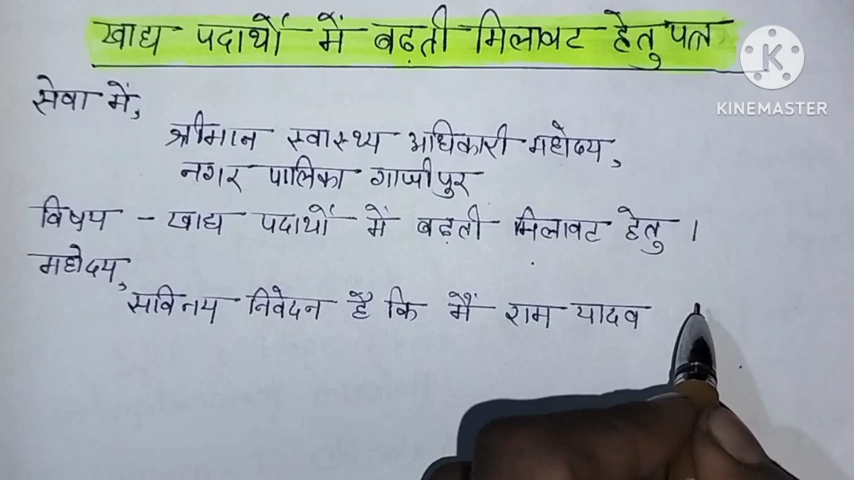 खाद्य पदार्थों में बढ़ती मिलावट हेतु पत्र
K
KINEMASTER
सेवा में,
श्रीमान स्वास्थ्य अधिकारी महोदय,
नगर पालिका गाजीपुर
विषय - खाद्य पदार्थों में बढ़ती मिलावट हेतु ।
महोदय,
सविनय निवेदन है कि मैं राम यादव